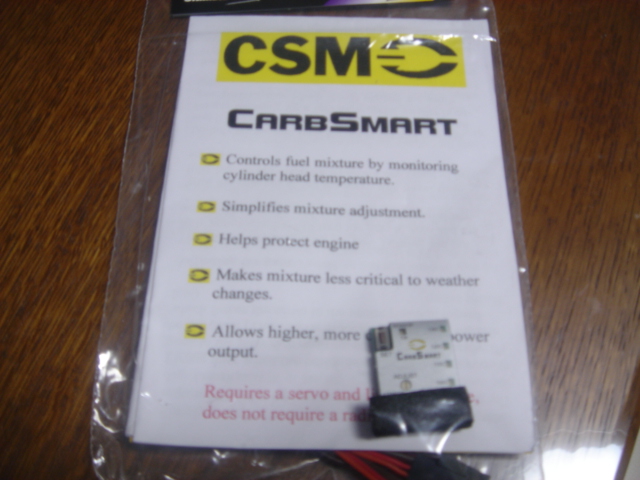 CSM
CARBSMART
Controls fuel mixture by monitoring
cylinder head temperature.
Simplifies mixture adjustment.
Helps protect engine
Makes mixture less critical to weather
changes.
Allows higher, more power
output.
Requires a servo and
does not require a
CARBSMART